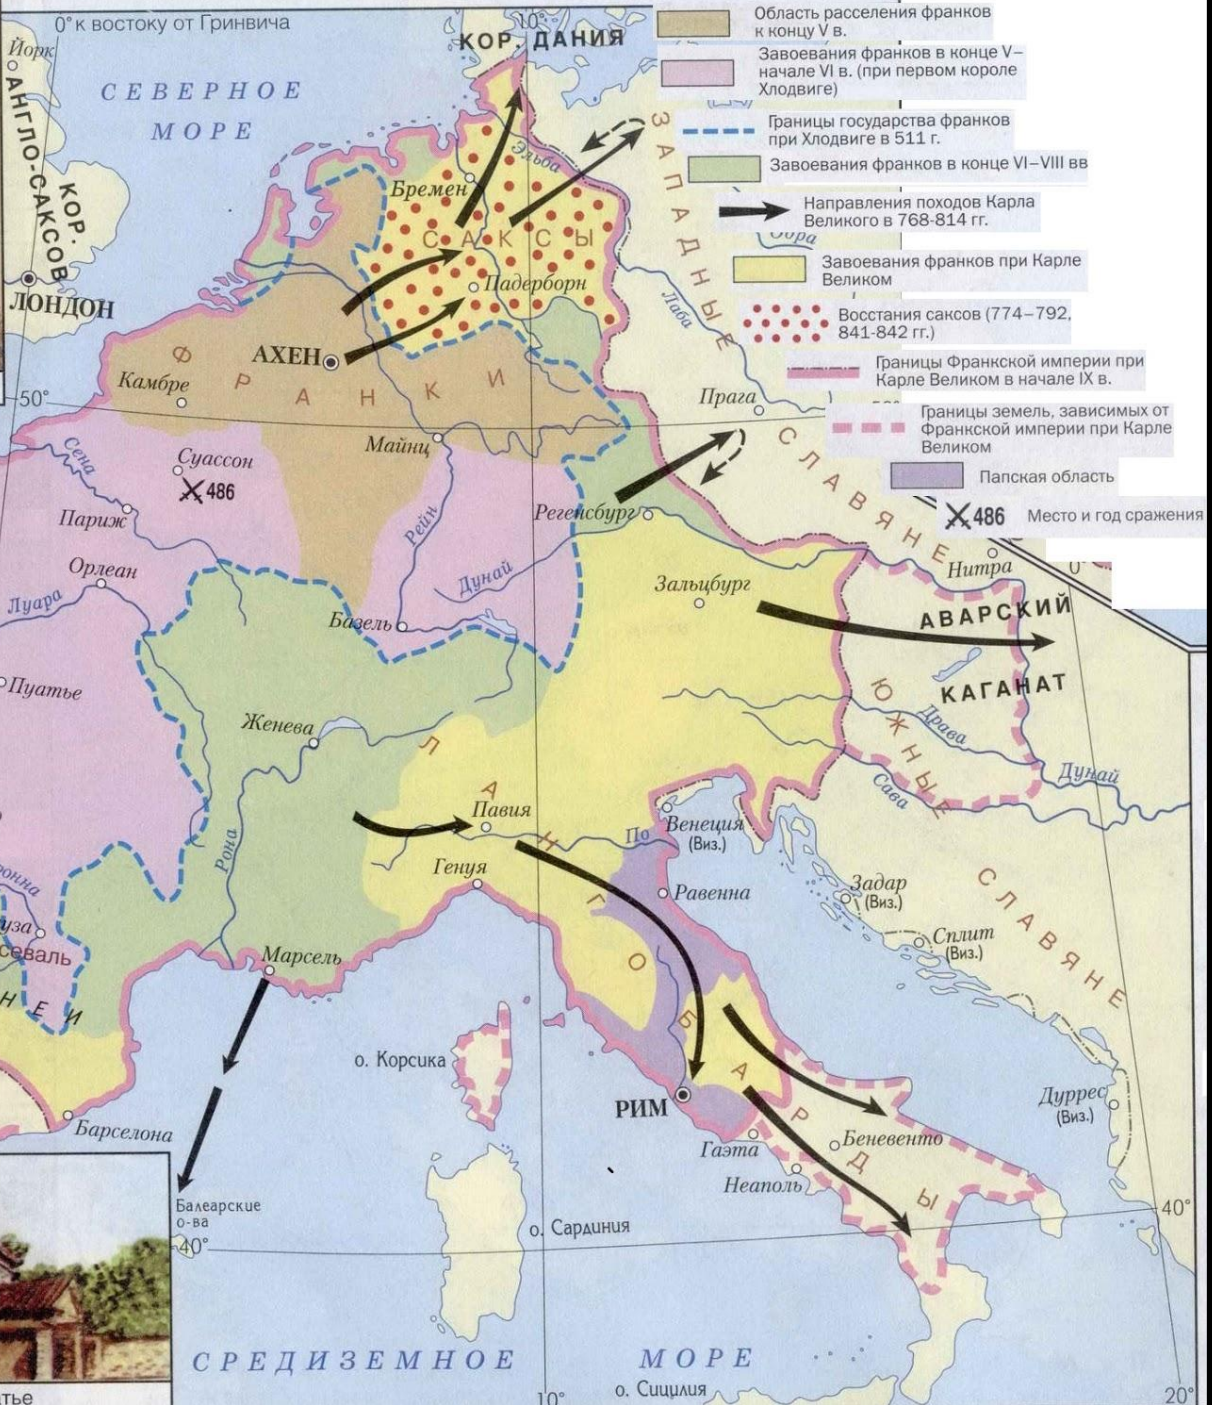 0° к востоку от Гринвича
10°
Йорк
КОР. ДАНИЯ
СЕВЕРНОЕ
МОРЕ
АНГЛО-САКСОВ
КОР.
ЛОНДОН
Эльба
Бремен
САКСЫ
Падерборн
ЗАПАДНЫЕ
Лаба
АХЕН
ФРАНКИ
Камбре
50°
Майнц
Прага
СЛАВЯНЕ
Сена
Суассон
486
Париж
Рейн
Регенсбург
Орлеан
Дунай
Луара
Базель
Зальцбург
Нитра
0°
АВАРСКИЙ
КАГАНАТ
Пуатье
Женева
ЮЖНЫЕ
Драва
Дунай
Сава
ЛАНГОБАРДЫ
Павия
По
Венеция
(Виз.)
Рона
Генуя
Равенна
Задар
(Виз.)
СЛАВЯНЕ
онна
уза
севаль
НЕИ
Марсель
Сплит
(Виз.)
о. Корсика
РИМ
Дуррес
(Виз.)
Барселона
Гаэта
Беневенто
Неаполь
Балеарские
о-ва
40°
о. Сардиния
40°
СРЕДИЗЕМНОЕ
МОРЕ
о. Сицилия
10°
20°
тье
Область расселения франков
к концу V в.
Завоевания франков в конце V–
начале VI в. (при первом короле
Хлодвиге)
Границы государства франков
при Хлодвиге в 511 г.
Завоевания франков в конце VI–VIII вв
Направления походов Карла
Великого в 768-814 гг.
Завоевания франков при Карле
Великом
Восстания саксов (774–792,
841-842 гг.)
Границы Франкской империи при
Карле Великом в начале IX в.
Границы земель, зависимых от
Франкской империи при Карле
Великом
Папская область
486 Место и год сражения